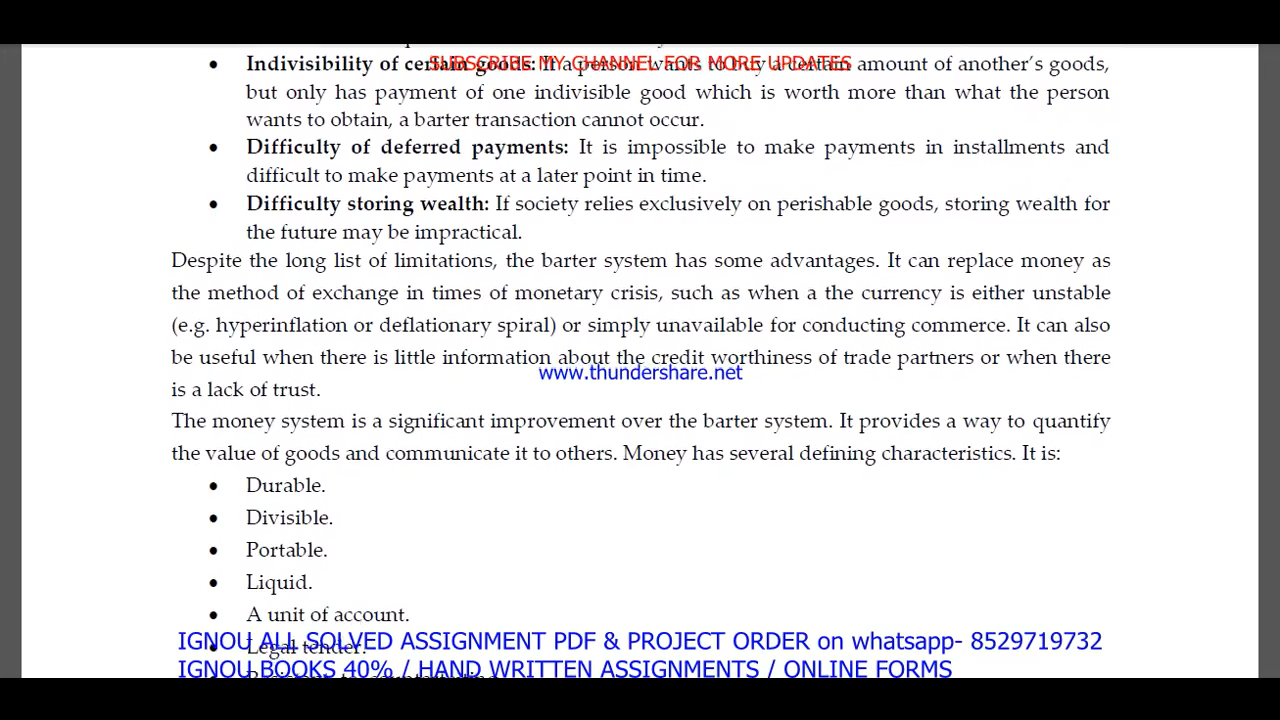 SUBSCRIBE MY CHANNEL FOR MORE UPDATES
• Indivisibility of certain goods: If a person wants to buy a certain amount of another's goods,
but only has payment of one indivisible good which is worth more than what the person
wants to obtain, a barter transaction cannot occur.
• Difficulty of deferred payments: It is impossible to make payments in installments and
difficult to make payments at a later point in time.
• Difficulty storing wealth: If society relies exclusively on perishable goods, storing wealth for
the future may be impractical.
Despite the long list of limitations, the barter system has some advantages. It can replace money as
the method of exchange in times of monetary crisis, such as when a the currency is either unstable
(e.g. hyperinflation or deflationary spiral) or simply unavailable for conducting commerce. It can also
be useful when there is little information about the credit worthiness of trade partners or when there
www.thundershare.net
is a lack of trust.
The money system is a significant improvement over the barter system. It provides a way to quantify
the value of goods and communicate it to others. Money has several defining characteristics. It is:
• Durable.
• Divisible.
• Portable.
• Liquid.
• A unit of account.
IGNOU ALL SOLVED ASSIGNMENT PDF & PROJECT ORDER on whatsapp- 8529719732
• Legal tender.
IGNOU BOOKS 40% / HAND WRITTEN ASSIGNMENTS / ONLINE FORMS